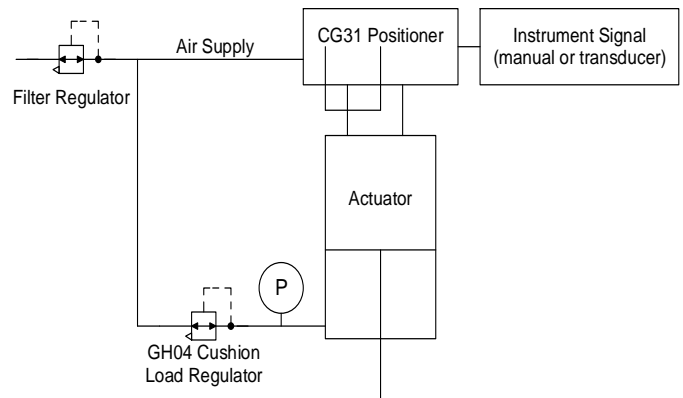 Air Supply
CG31 Positioner
Instrument Signal
(manual or transducer)
Filter Regulator
Actuator
P
GH04 Cushion
Load Regulator